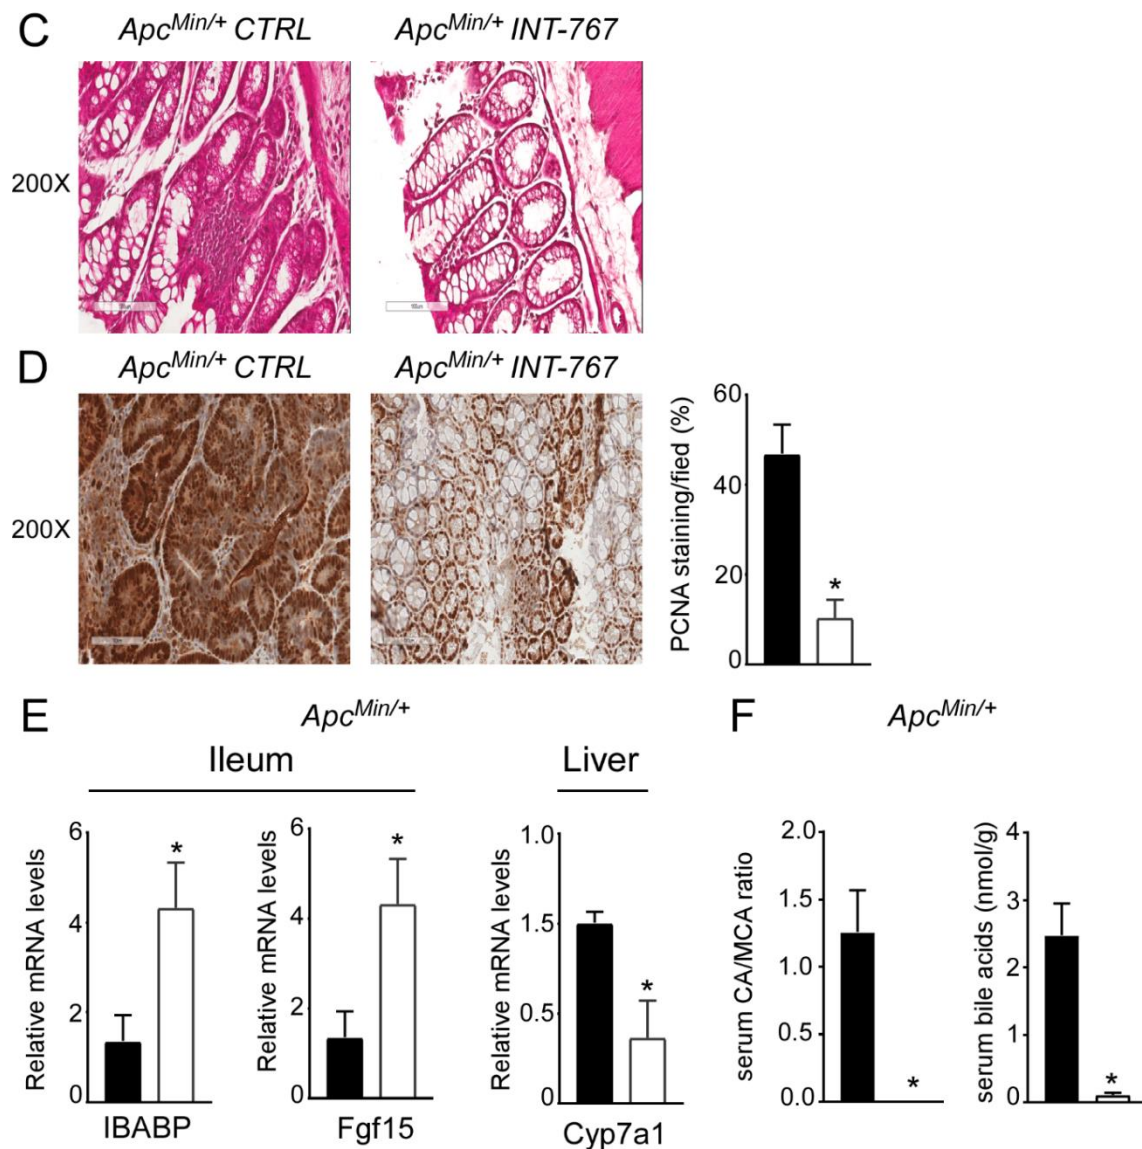 C
Apc^Min/+ CTRL
Apc^Min/+ INT-767
200X
D
Apc^Min/+ CTRL
Apc^Min/+ INT-767
200X
PCNA staining/fied (%)
60
40
20
0
*
E
Apc^Min/+
Ileum
Liver
Relative mRNA levels
6
4
2
0
*
IBABP
Relative mRNA levels
6
4
2
0
*
Fgf15
Relative mRNA levels
1.0
1.5
0.5
0.0
*
Cyp7a1
F
Apc^Min/+
serum CA/MCA ratio
2.0
1.5
1.0
0.5
0.0
*
serum bile acids (nmol/g)
4
3
2
1
0
*